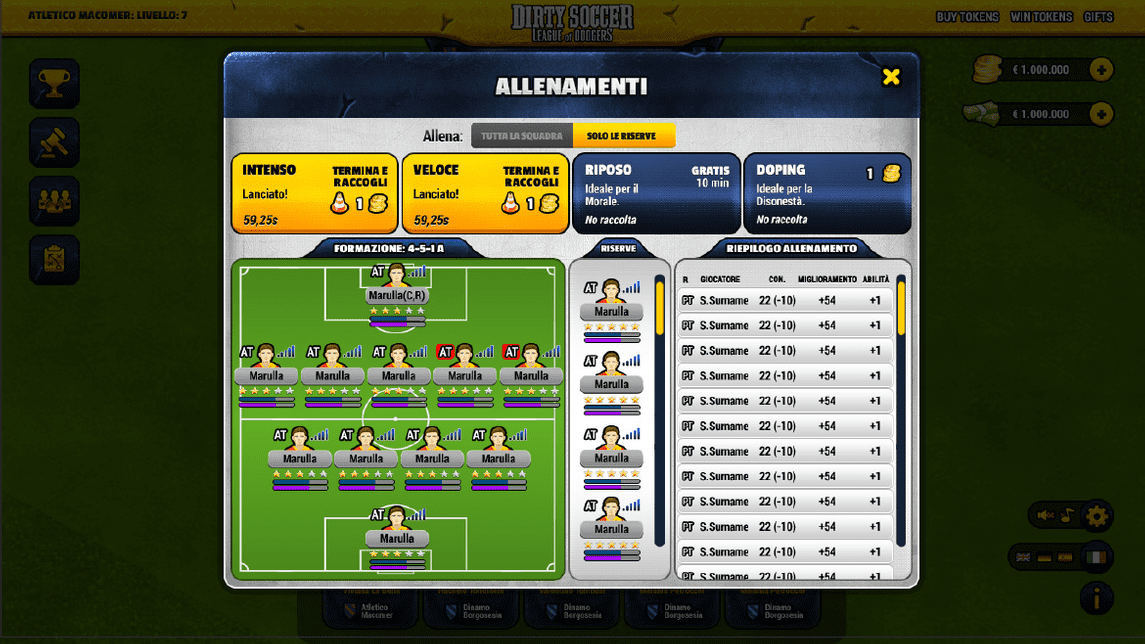 ATLETICO MACOMER: LIVELLO: 7
DIRTY SOCCER
LEAGUE OF DODGERS
BUY TOKENS WIN TOKENS GIFTS
€ 1.000.000
€ 1.000.000
ALLENAMENTI
Allena: TUTTA LA SQUADRA SOLO LE RISERVE
INTENSO TERMINA E RACCOGLI
Lanciato! 1
59,25s
VELOCE TERMINA E RACCOGLI
Lanciato! 1
59,25s
RIPOSO GRATIS
10 min
Ideale per il
Morale.
No raccolta
DOPING 1
Ideale per la
Disonestà.
No raccolta
FORMAZIONE: 4-5-1 A
AT
Marulla(C,R)
AT AT AT AT AT
Marulla Marulla Marulla Marulla Marulla
AT AT AT AT
Marulla Marulla Marulla Marulla
AT
Marulla
RISERVE
AT
Marulla
AT
Marulla
AT
Marulla
AT
Marulla
RIEPILOGO ALLENAMENTO
R GIOCATORE CON. MIGLIORAMENTO ABILITÀ
PT S.Surname 22 (-10) +54 +1
PT S.Surname 22 (-10) +54 +1
PT S.Surname 22 (-10) +54 +1
PT S.Surname 22 (-10) +54 +1
PT S.Surname 22 (-10) +54 +1
PT S.Surname 22 (-10) +54 +1
PT S.Surname 22 (-10) +54 +1
PT S.Surname 22 (-10) +54 +1
PT S.Surname 22 (-10) +54 +1
PT S.Surname 22 (-10) +54 +1
PT S.Surname 22 (-10) +54 +1
PT S.Surname 22 (-10) +54 +1
Atletico Dinamo Dinamo Dinamo Dinamo
Macomer Borgosesia Borgosesia Borgosesia Borgosesia